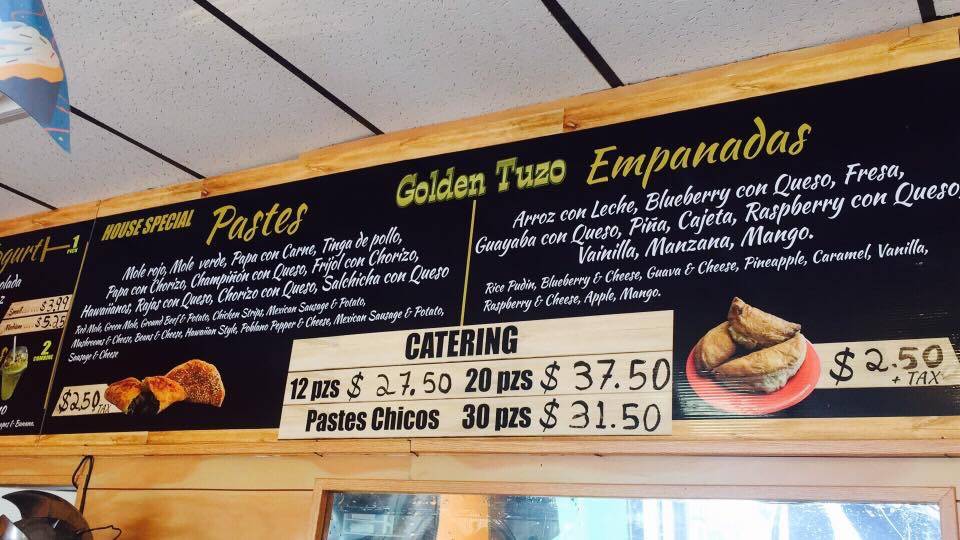 ogurt 1
$3.99
$5.25
2
COMBINE
HOUSE SPECIAL
Pastes
Mole rojo, Mole verde, Papa con Carne, Tinga de pollo,
Papa con Chorizo, Champiñon con Queso, Frijol con Chorizo,
Hawaiianos, Rajas con Queso, Chorizo con Queso, Salchicha con Queso
Red Mole, Green Mole, Ground Beef & Potato, Chicken Strips, Mexican Sausage & Potato,
Mushrooms & Cheese, Beans & Cheese, Hawaiian Style, Poblano Pepper & Cheese, Mexican Sausage & Potato,
Sausage & Cheese
$2.50
+TAX
Golden Tuzo
Empanadas
Arroz con Leche, Blueberry con Queso, Fresa,
Guayaba con Queso, Piña, Cajeta, Raspberry con Queso
Vainilla, Manzana, Mango.
Rice Pudin, Blueberry & Cheese, Guava & Cheese, Pineapple, Caramel, Vanilla,
Raspberry & Cheese, Apple, Mango.
$2.50
+ TAX
CATERING
12 pzs $ 27.50 20 pzs $ 37.50
Pastes Chicos 30 pzs $ 31.50